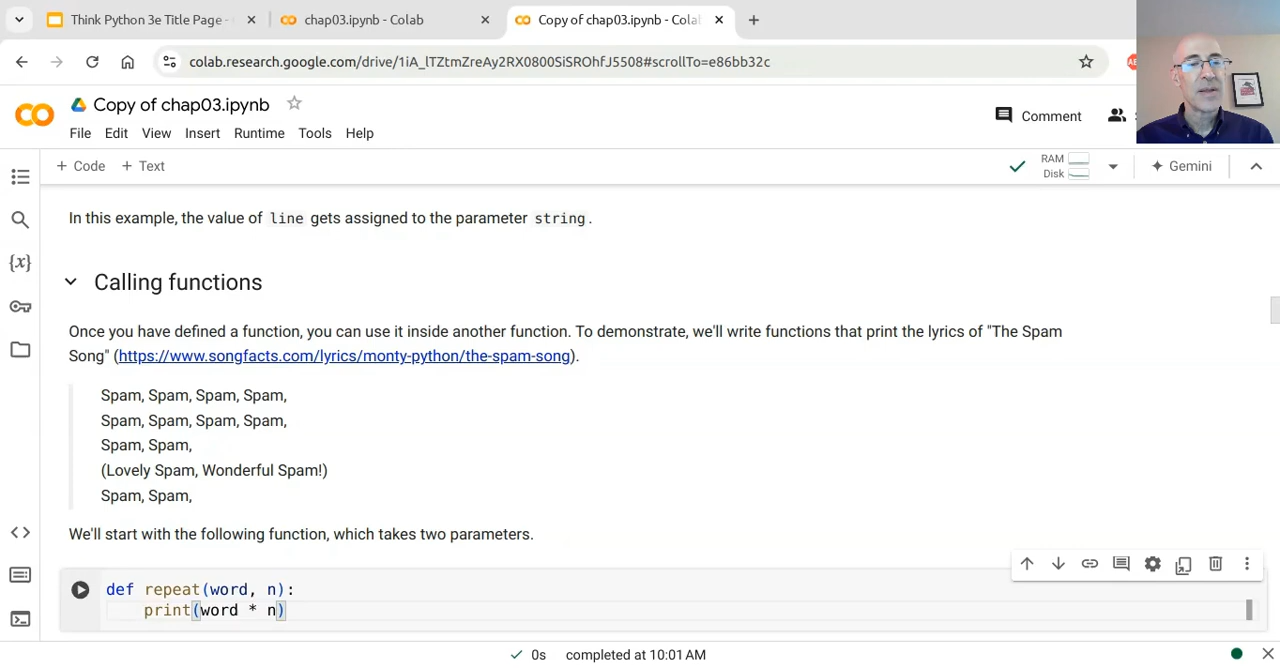 Think Python 3e Title Page -
chap03.ipynb - Colab
Copy of chap03.ipynb - Cola
colab.research.google.com/drive/1iA_lTZtmZreAy2RX0800SiSROhfJ5508#scrollTo=e86bb32c
Copy of chap03.ipynb
File Edit View Insert Runtime Tools Help
Comment
+ Code + Text
RAM
Disk
Gemini
In this example, the value of line gets assigned to the parameter string.
Calling functions
Once you have defined a function, you can use it inside another function. To demonstrate, we'll write functions that print the lyrics of "The Spam
Song" (https://www.songfacts.com/lyrics/monty-python/the-spam-song).
Spam, Spam, Spam, Spam,
Spam, Spam, Spam, Spam,
Spam, Spam,
(Lovely Spam, Wonderful Spam!)
Spam, Spam,
We'll start with the following function, which takes two parameters.
def repeat(word, n):
print(word * n)
0s completed at 10:01 AM